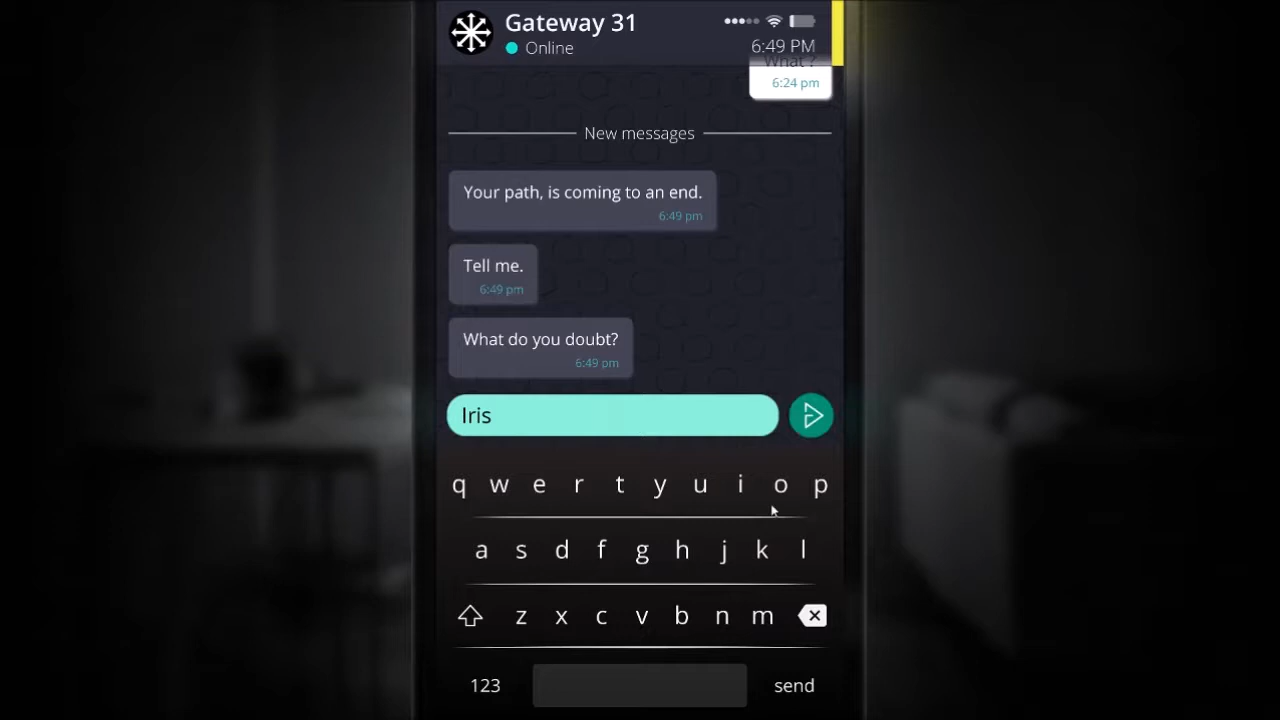 Gateway 31
Online
6:49 PM
What ?
6:24 pm
New messages
Your path, is coming to an end.
6:49 pm
Tell me.
6:49 pm
What do you doubt?
6:49 pm
Iris
q w e r t y u i o p
a s d f g h j k l
z x c v b n m
123 send